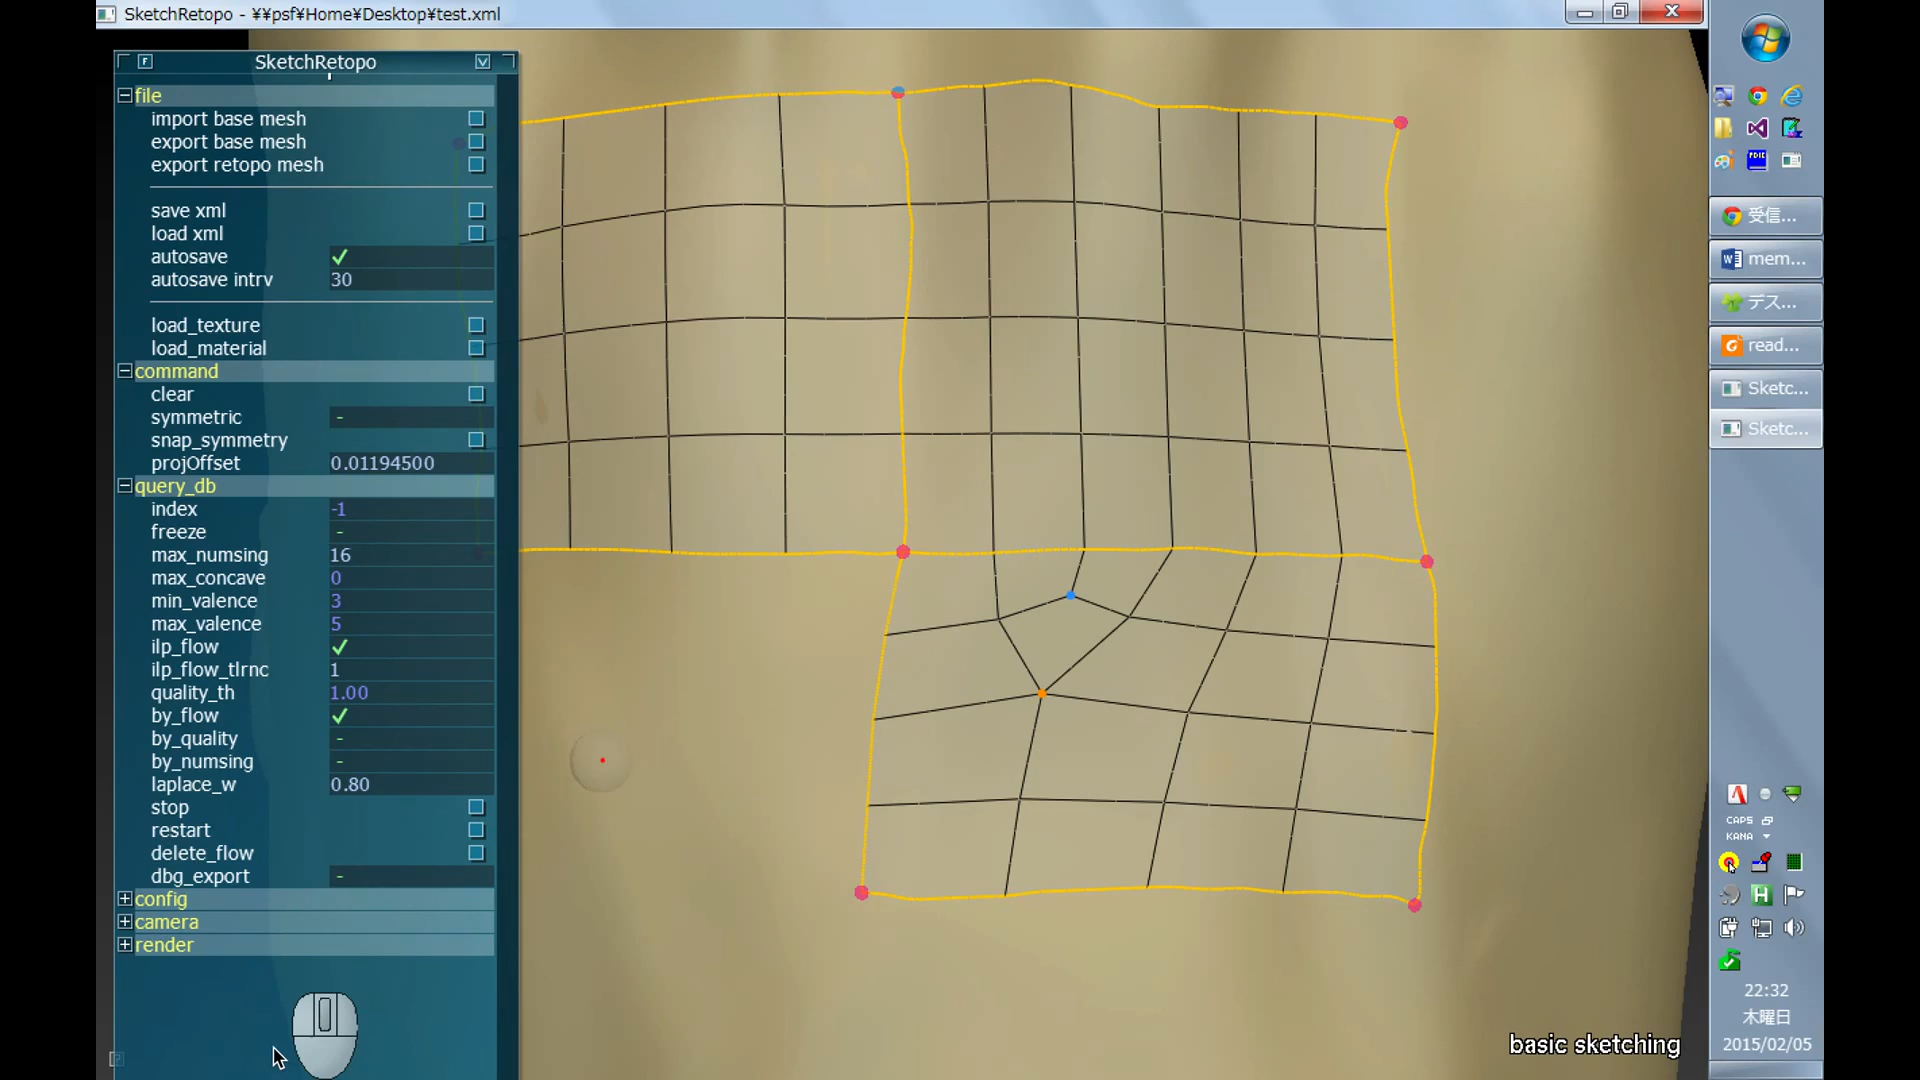 SketchRetopo - ¥¥psf¥Home¥Desktop¥test.xml
SketchRetopo
file
import base mesh
export base mesh
export retopo mesh
save xml
load xml
autosave
autosave intrv 30
load_texture
load_material
command
clear
symmetric -
snap_symmetry
projOffset 0.01194500
query_db
index -1
freeze -
max_numsing 16
max_concave 0
min_valence 3
max_valence 5
ilp_flow
ilp_flow_tlrnc 1
quality_th 1.00
by_flow
by_quality -
by_numsing -
laplace_w 0.80
stop
restart
delete_flow
dbg_export -
config
camera
render
basic sketching
受信...
mem...
デス...
read...
Sketc...
Sketc...
CAPS
KANA
22:32
木曜日
2015/02/05